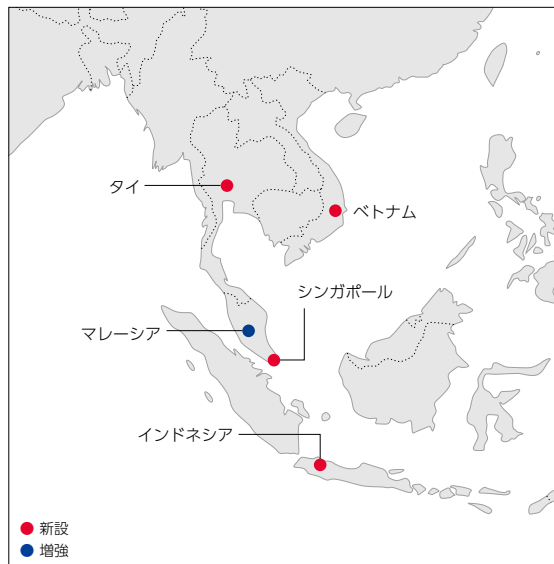 タイ
ベトナム
シンガポール
マレーシア
インドネシア
新設
増強